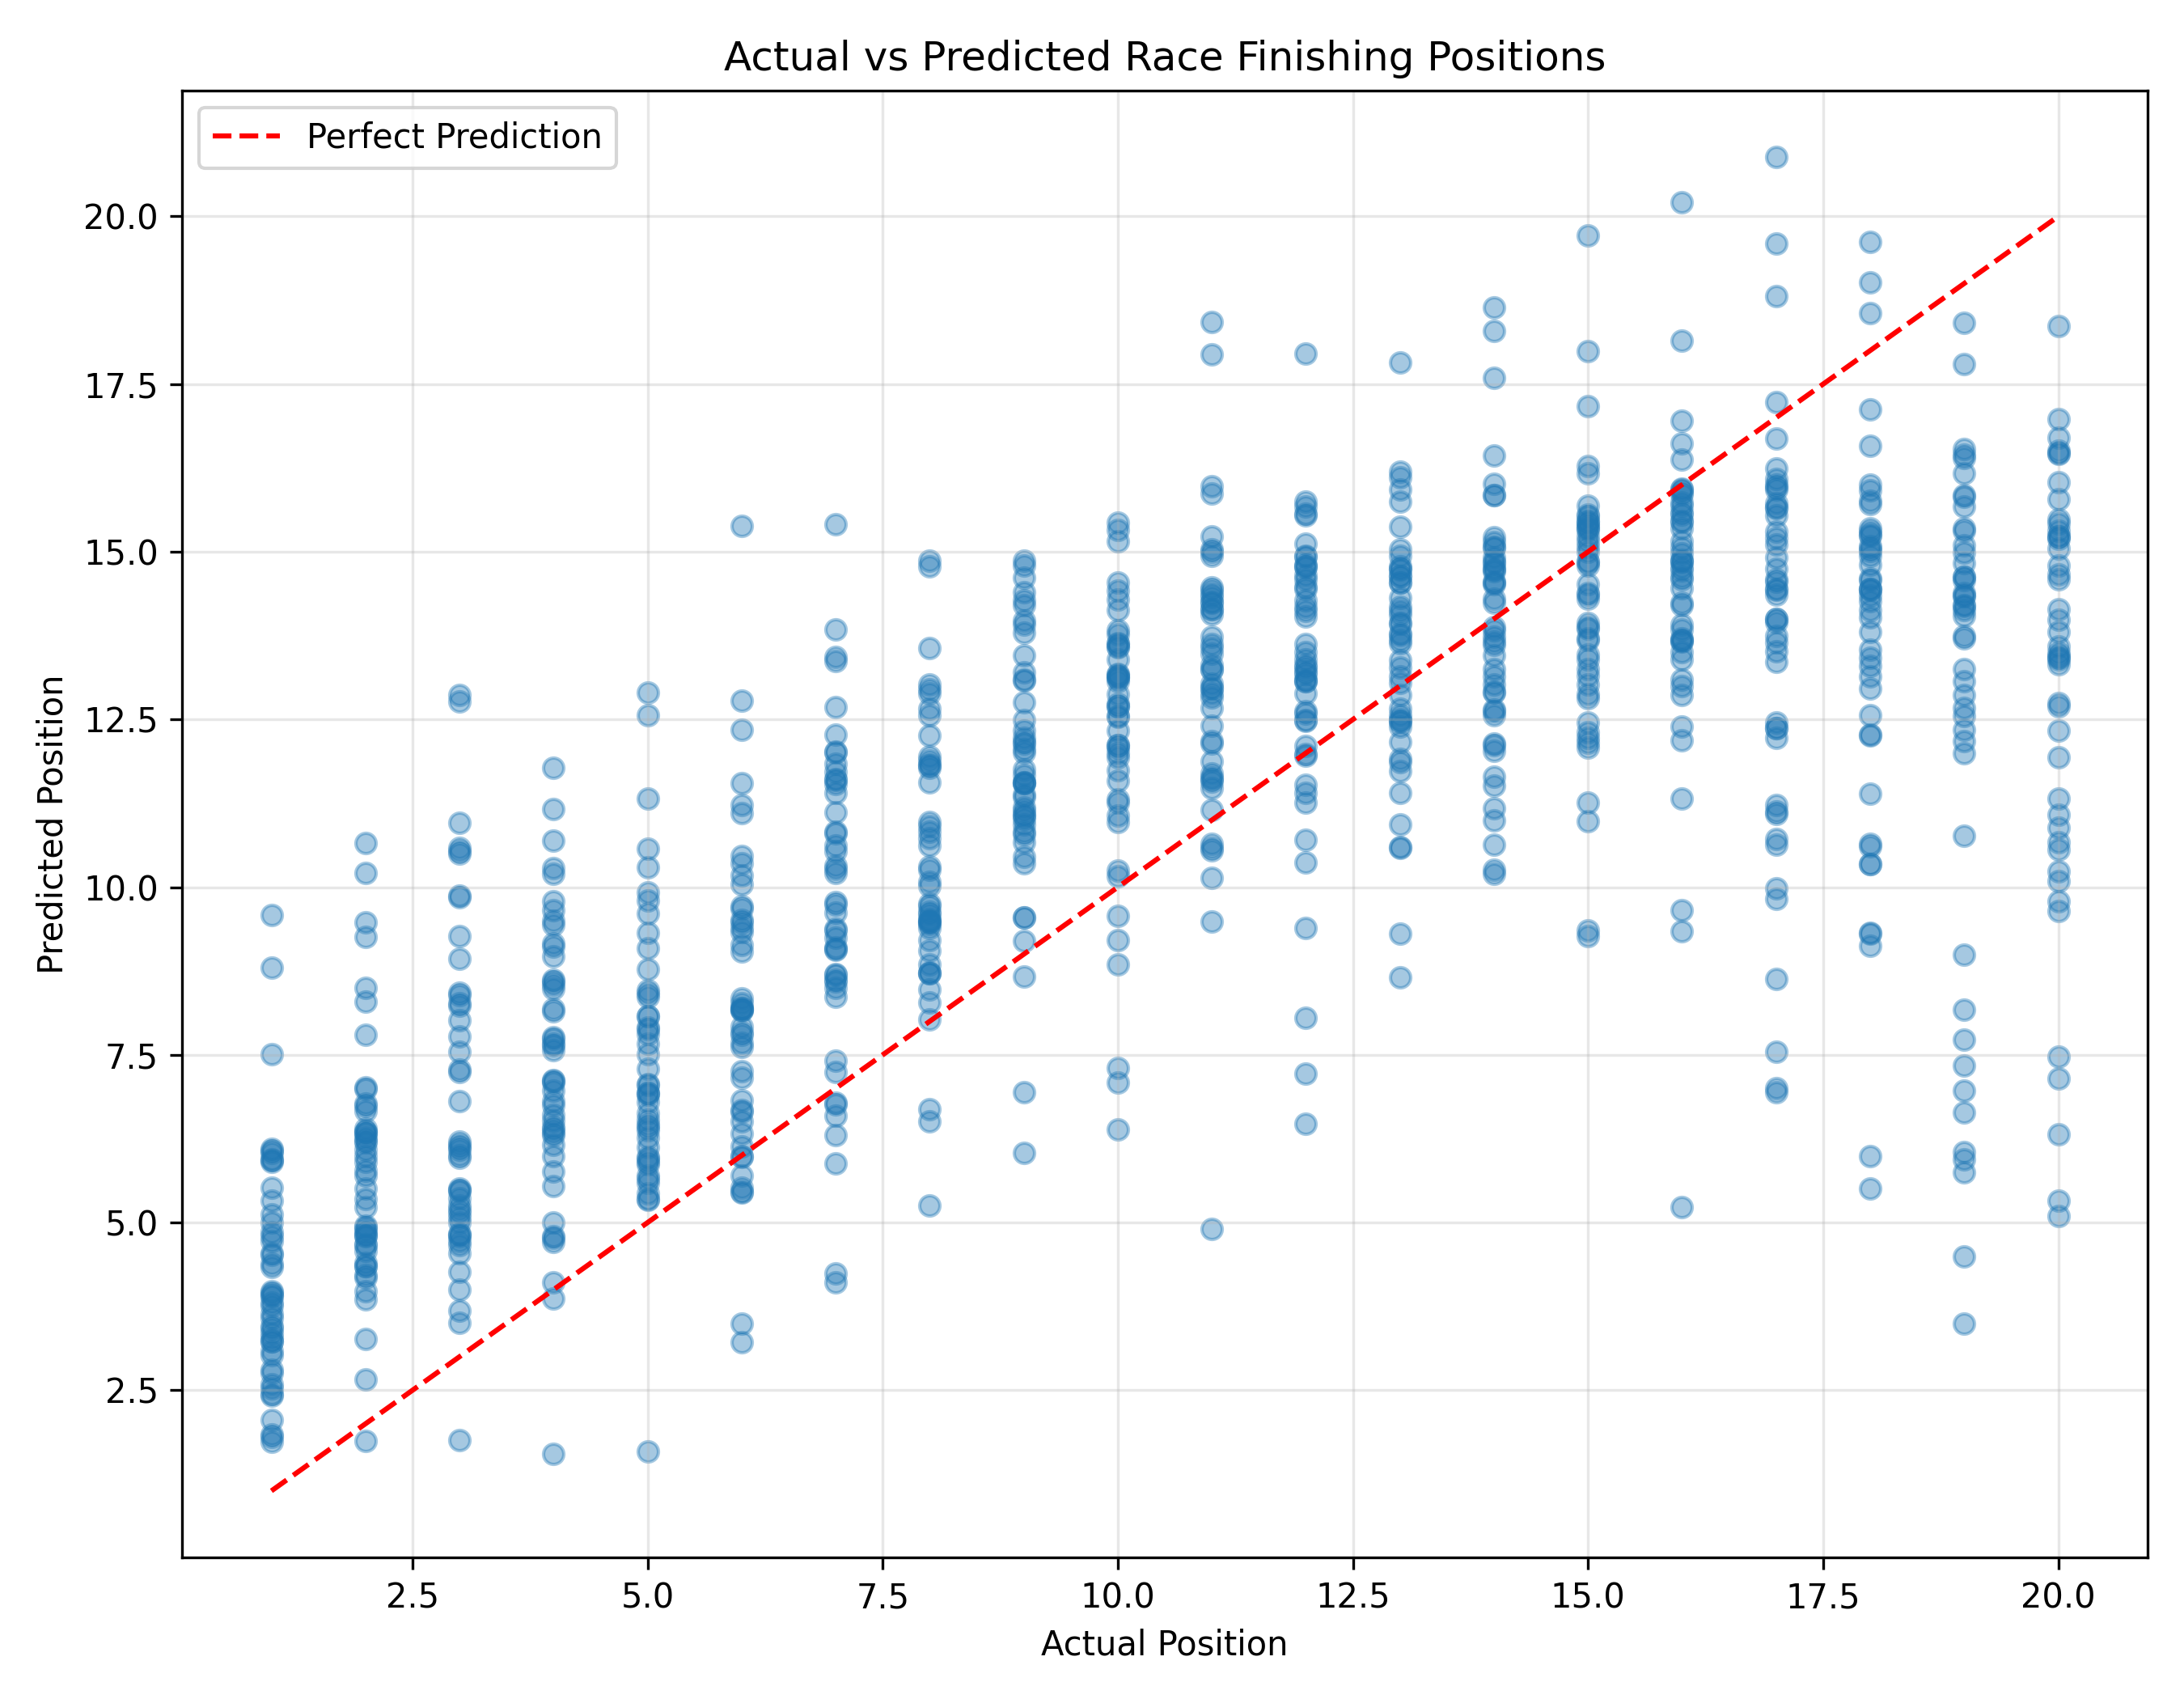 Actual vs Predicted Race Finishing Positions
Perfect Prediction
20.0
17.5
15.0
12.5
10.0
7.5
5.0
2.5
Predicted Position
2.5 5.0 7.5 10.0 12.5 15.0 17.5 20.0
Actual Position